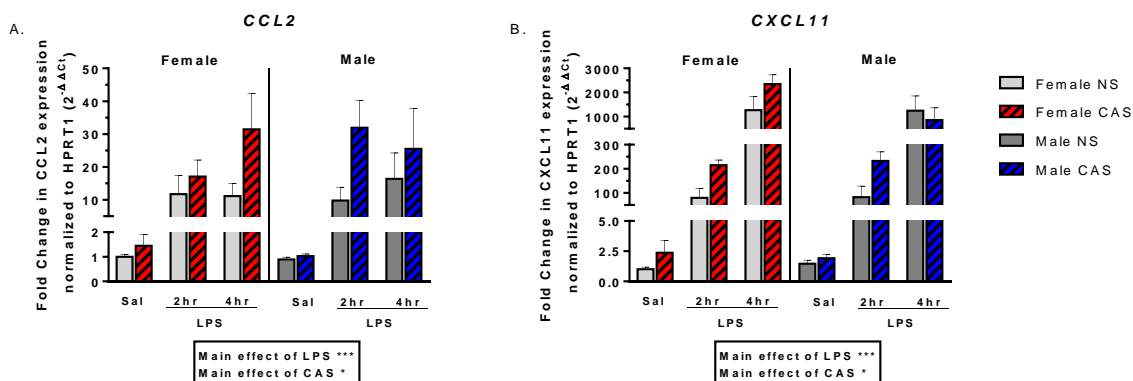 A.
CCL2
Female
Male
Fold Change in CCL2 expression
normalized to HPRT1 (2^-ΔΔCt)
50
40
30
20
10
2
1
0
Sal
2hr
4hr
Sal
2hr
4hr
LPS
LPS
Main effect of LPS ***
Main effect of CAS *
B.
CXCL11
Female
Male
Fold Change in CXCL11 expression
normalized to HPRT1 (2^-ΔΔCt)
3000
2000
1000
300
200
100
5.0
2.5
0.0
Sal
2hr
4hr
Sal
2hr
4hr
LPS
LPS
Main effect of LPS ***
Main effect of CAS *
Female NS
Female CAS
Male NS
Male CAS